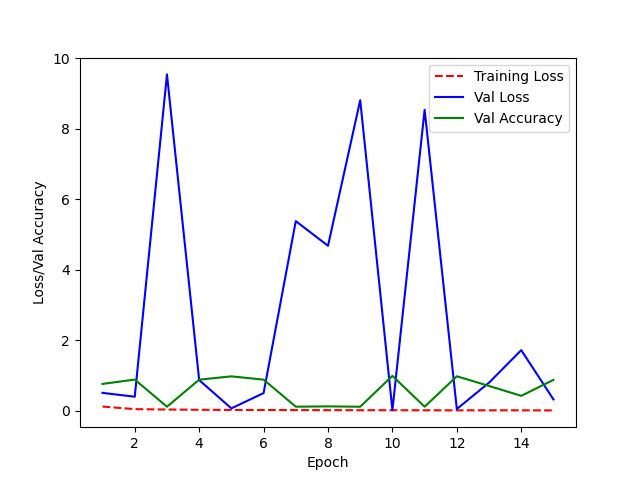 10
8
6
4
2
0
Loss/Val Accuracy
Training Loss
Val Loss
Val Accuracy
2 4 6 8 10 12 14
Epoch